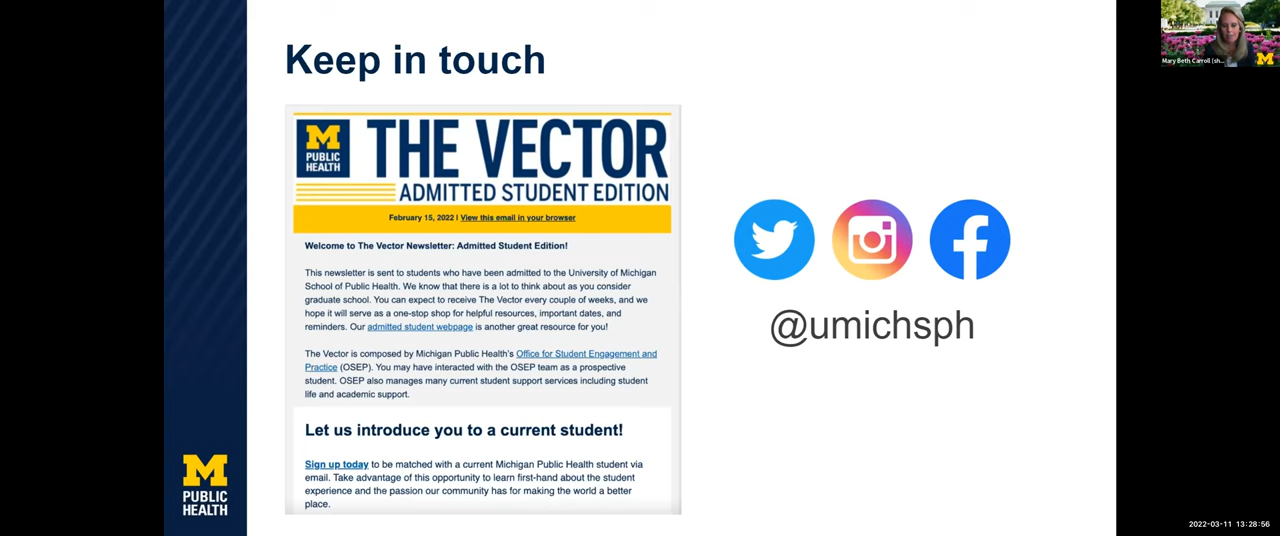 Keep in touch
M
PUBLIC
HEALTH
THE VECTOR
ADMITTED STUDENT EDITION
February 15, 2022 | View this email in your browser
Welcome to The Vector Newsletter: Admitted Student Edition!
This newsletter is sent to students who have been admitted to the University of Michigan
School of Public Health. We know that there is a lot to think about as you consider
graduate school. You can expect to receive The Vector every couple of weeks, and we
hope it will serve as a one-stop shop for helpful resources, important dates, and
reminders. Our admitted student webpage is another great resource for you!
The Vector is composed by Michigan Public Health's Office for Student Engagement and
Practice (OSEP). You may have interacted with the OSEP team as a prospective
student. OSEP also manages many current student support services including student
life and academic support.
Let us introduce you to a current student!
Sign up today to be matched with a current Michigan Public Health student via
email. Take advantage of this opportunity to learn first-hand about the student
experience and the passion our community has for making the world a better
place.
@umichsph
M
PUBLIC
HEALTH
Mary Beth Carroll (sh...
M
2022-03-11 13:28:56